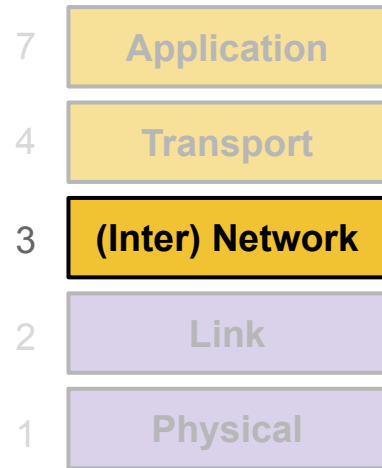 7 Application
4 Transport
3 (Inter) Network
2 Link
1 Physical